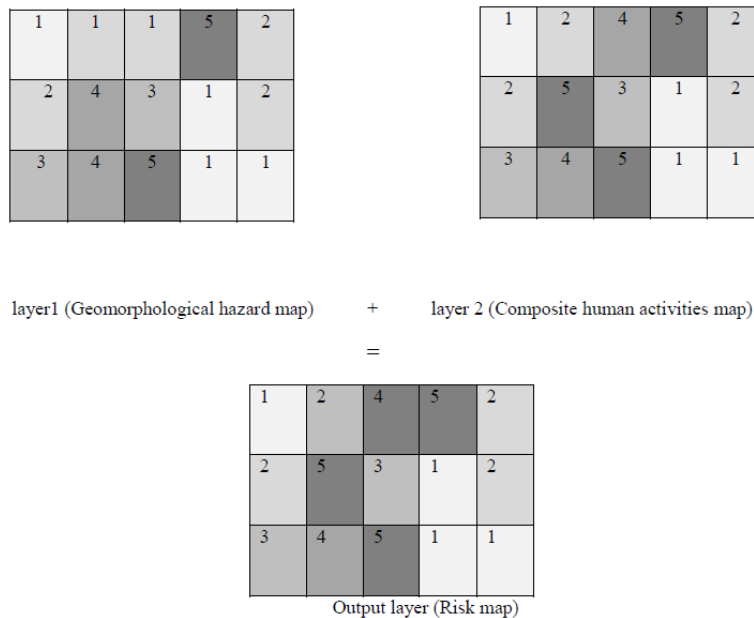 1 1 1 5 2
2 4 3 1 2
3 4 5 1 1
1 2 4 5 2
2 5 3 1 2
3 4 5 1 1
layer1 (Geomorphological hazard map) + layer 2 (Composite human activities map)
=
1 2 4 5 2
2 5 3 1 2
3 4 5 1 1
Output layer (Risk map)